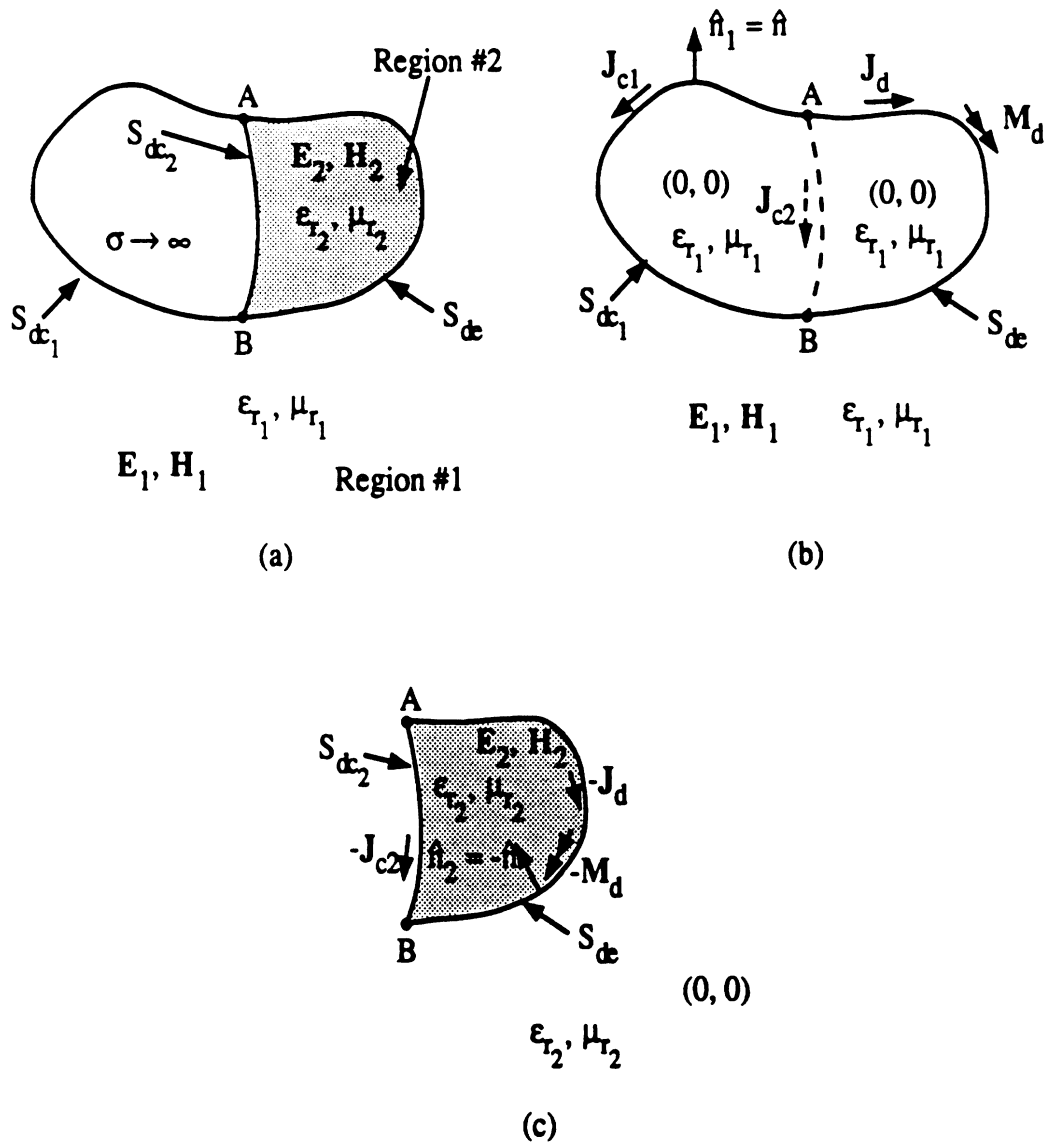 Region #2
A
S_dc2
E_2, H_2
ε_r2, μ_r2
σ → ∞
S_dc1
B
S_de
ε_r1, μ_r1
E_1, H_1
Region #1
(a)
n̂_1 = n̂
J_c1
A
J_d
M_d
(0, 0)
(0, 0)
J_c2
ε_r1, μ_r1
ε_r1, μ_r1
S_dc1
B
S_de
E_1, H_1 ε_r1, μ_r1
(b)
A
S_dc2
E_2, H_2
ε_r2, μ_r2
-J_d
-J_c2
n̂_2 = -n̂
-M_d
B
S_de
(0, 0)
ε_r2, μ_r2
(c)